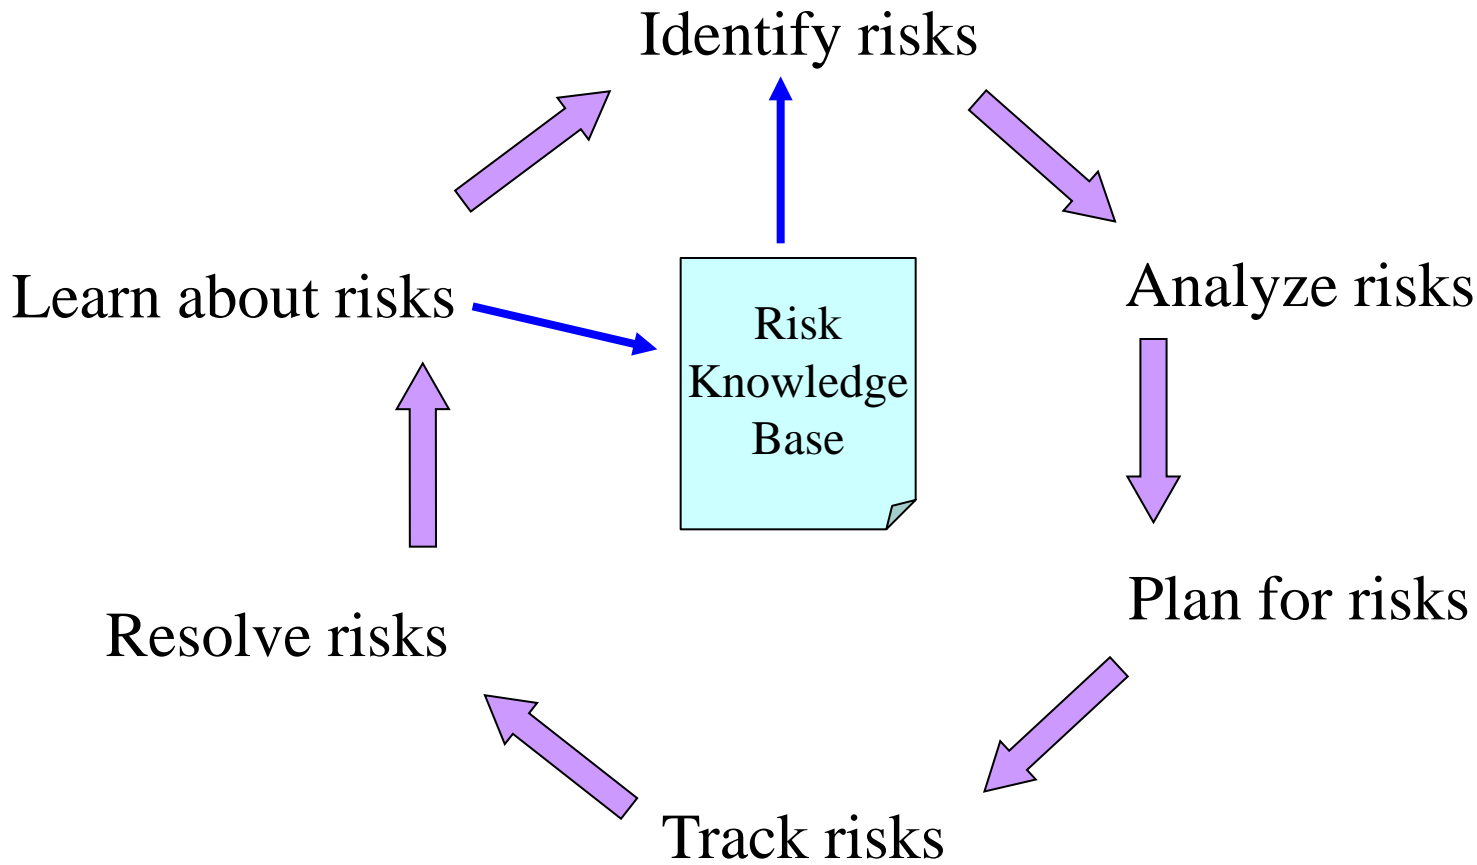 Identify risks
Analyze risks
Learn about risks
Risk
Knowledge
Base
Plan for risks
Resolve risks
Track risks